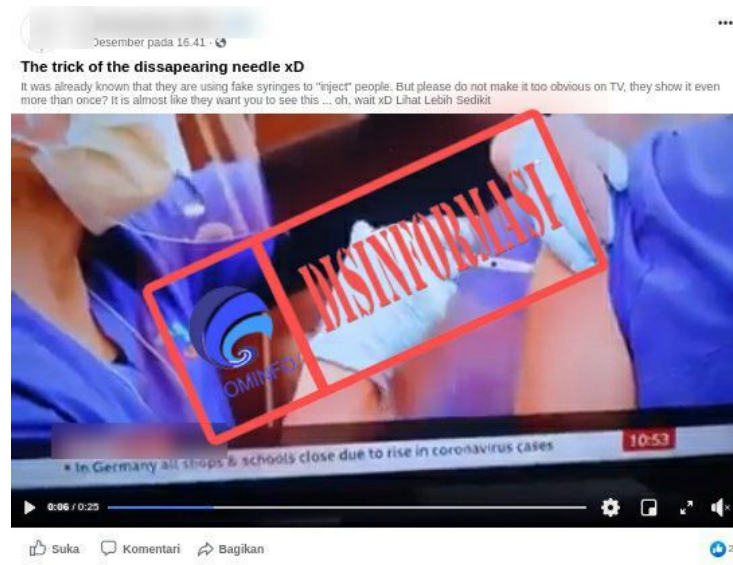 Desember pada 16.41 ·
The trick of the dissapearing needle xD
It was already known that they are using fake syringes to "inject" people. But please do not make it too obvious on TV, they show it even
more than once? It is almost like they want you to see this ... oh, wait xD Lihat Lebih Sedikit
DISINFORMASI
KOMINFO
10:53
• In Germany all shops & schools close due to rise in coronavirus cases
0:06 / 0:25
Suka Komentari Bagikan
2